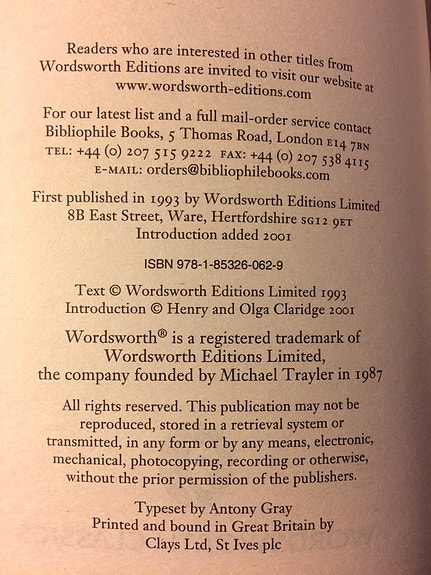 Readers who are interested in other titles from
Wordsworth Editions are invited to visit our website at
www.wordsworth-editions.com
For our latest list and a full mail-order service contact
Bibliophile Books, 5 Thomas Road, London E14 7BN
TEL: +44 (0) 207 515 9222 FAX: +44 (0) 207 538 4115
E-MAIL: orders@bibliophilebooks.com
First published in 1993 by Wordsworth Editions Limited
8B East Street, Ware, Hertfordshire SG12 9ET
Introduction added 2001
ISBN 978-1-85326-062-9
Text © Wordsworth Editions Limited 1993
Introduction © Henry and Olga Claridge 2001
Wordsworth® is a registered trademark of
Wordsworth Editions Limited,
the company founded by Michael Trayler in 1987
All rights reserved. This publication may not be
reproduced, stored in a retrieval system or
transmitted, in any form or by any means, electronic,
mechanical, photocopying, recording or otherwise,
without the prior permission of the publishers.
Typeset by Antony Gray
Printed and bound in Great Britain by
Clays Ltd, St Ives plc